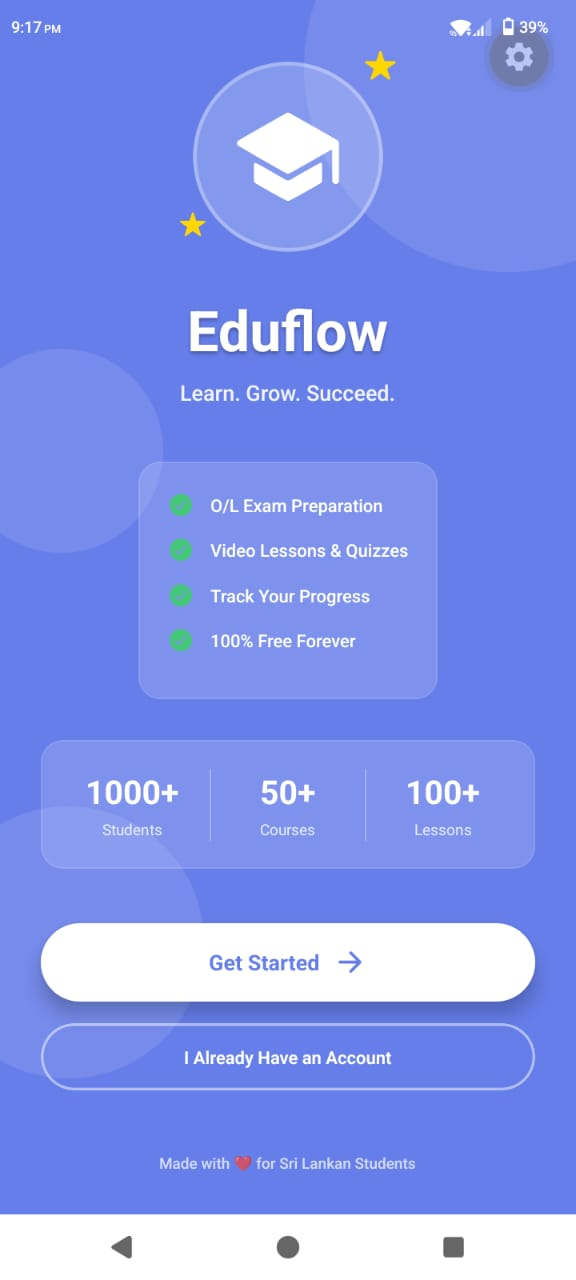 9:17 PM
39%
Eduflow
Learn. Grow. Succeed.
O/L Exam Preparation
Video Lessons & Quizzes
Track Your Progress
100% Free Forever
1000+ 50+ 100+
Students Courses Lessons
Get Started
I Already Have an Account
Made with ❤️ for Sri Lankan Students